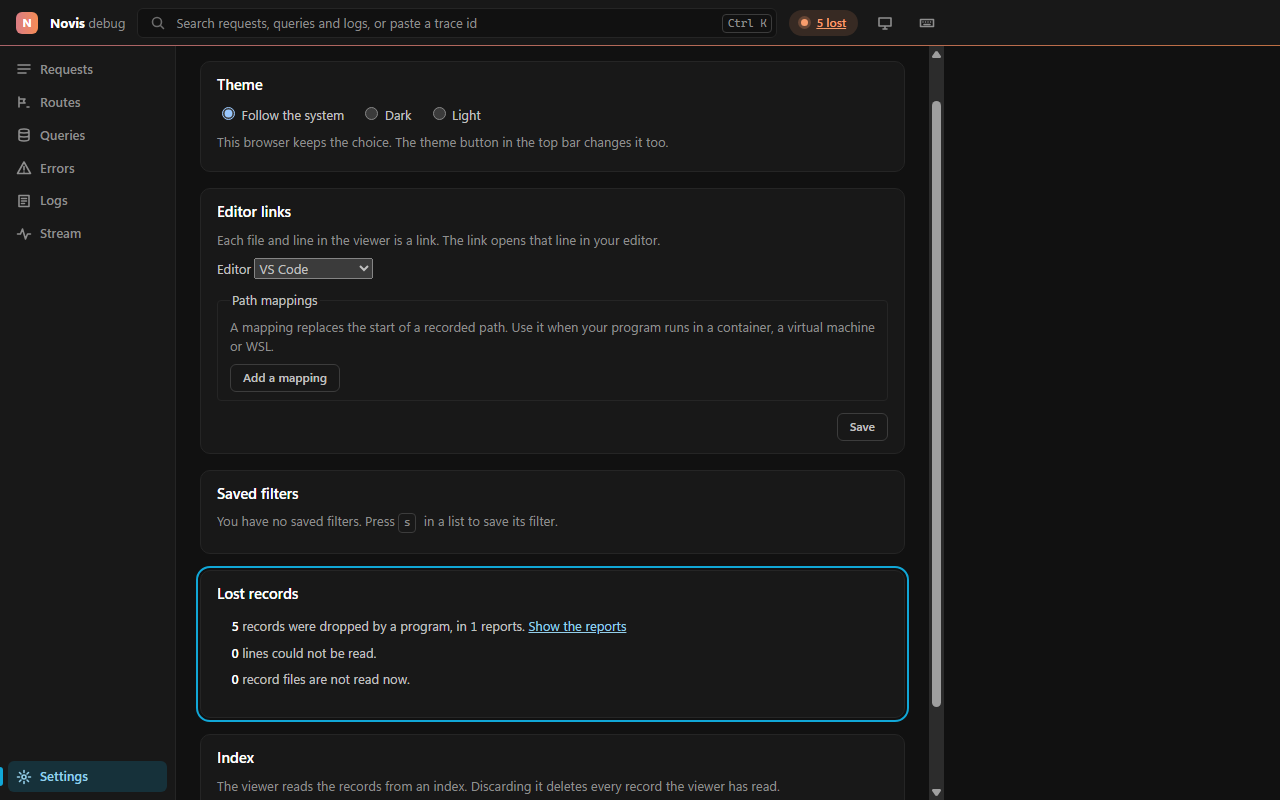 N Novis debug
Search requests, queries and logs, or paste a trace id
Ctrl K
5 lost
Requests
Routes
Queries
Errors
Logs
Stream
Settings
Theme
Follow the system
Dark
Light
This browser keeps the choice. The theme button in the top bar changes it too.
Editor links
Each file and line in the viewer is a link. The link opens that line in your editor.
Editor VS Code
Path mappings
A mapping replaces the start of a recorded path. Use it when your program runs in a container, a virtual machine
or WSL.
Add a mapping
Save
Saved filters
You have no saved filters. Press s in a list to save its filter.
Lost records
5 records were dropped by a program, in 1 reports. Show the reports
0 lines could not be read.
0 record files are not read now.
Index
The viewer reads the records from an index. Discarding it deletes every record the viewer has read.